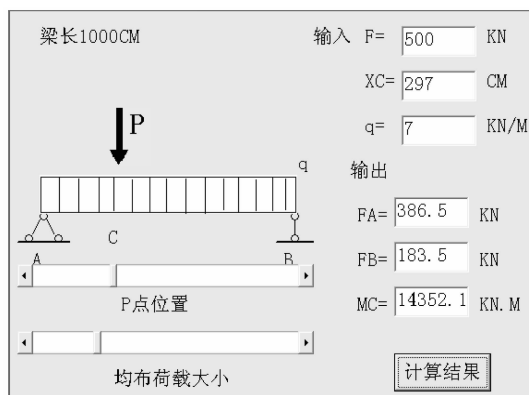 梁长1000CM
输入 F= 500 KN
XC= 297 CM
q= 7 KN/M
P
q
输出
FA= 386.5 KN
A
C
B
FB= 183.5 KN
P点位置
MC= 14352.1 KN.M
均布荷载大小
计算结果